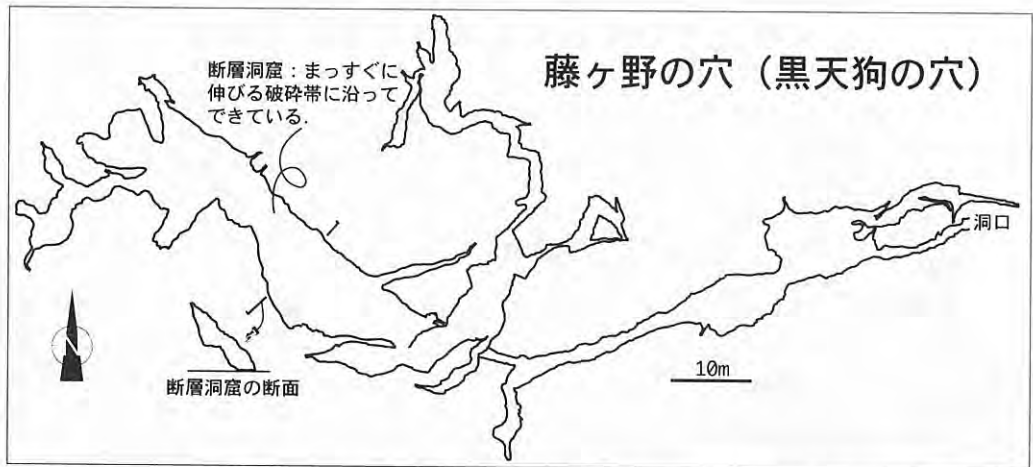 藤ヶ野の穴（黒天狗の穴）
断層洞窟：まっすぐに
伸びる破砕帯に沿って
できている.
洞口
N
10m
断層洞窟の断面